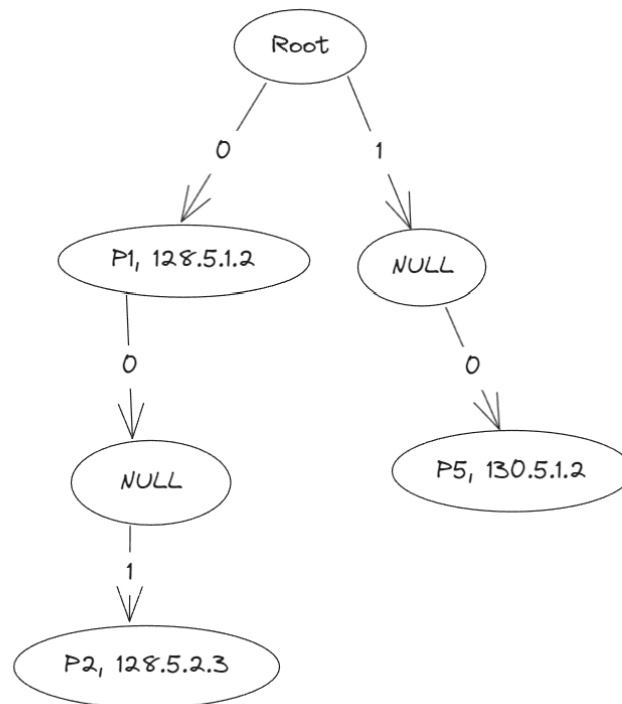 Root
0
1
P1, 128.5.1.2
NULL
0
0
NULL
P5, 130.5.1.2
1
P2, 128.5.2.3